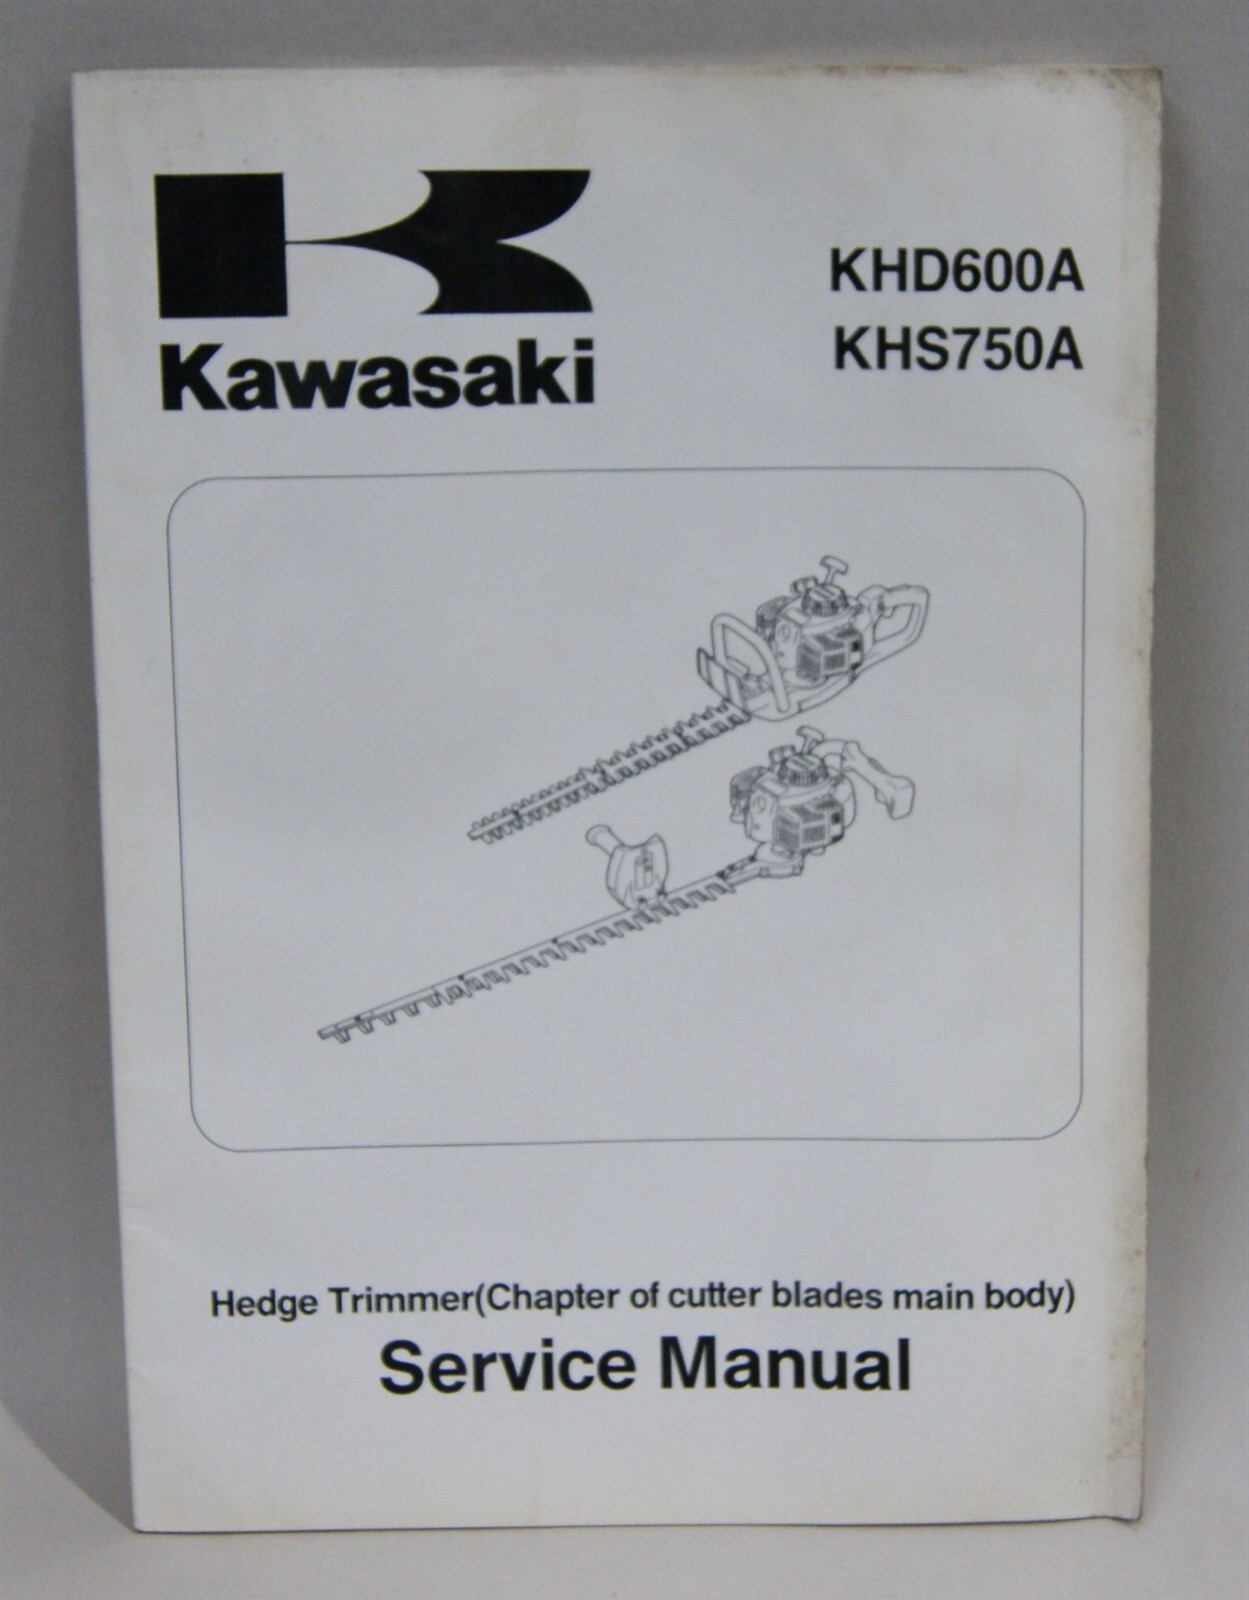 KHD600A
KHS750A
Kawasaki
Hedge Trimmer(Chapter of cutter blades main body)
Service Manual